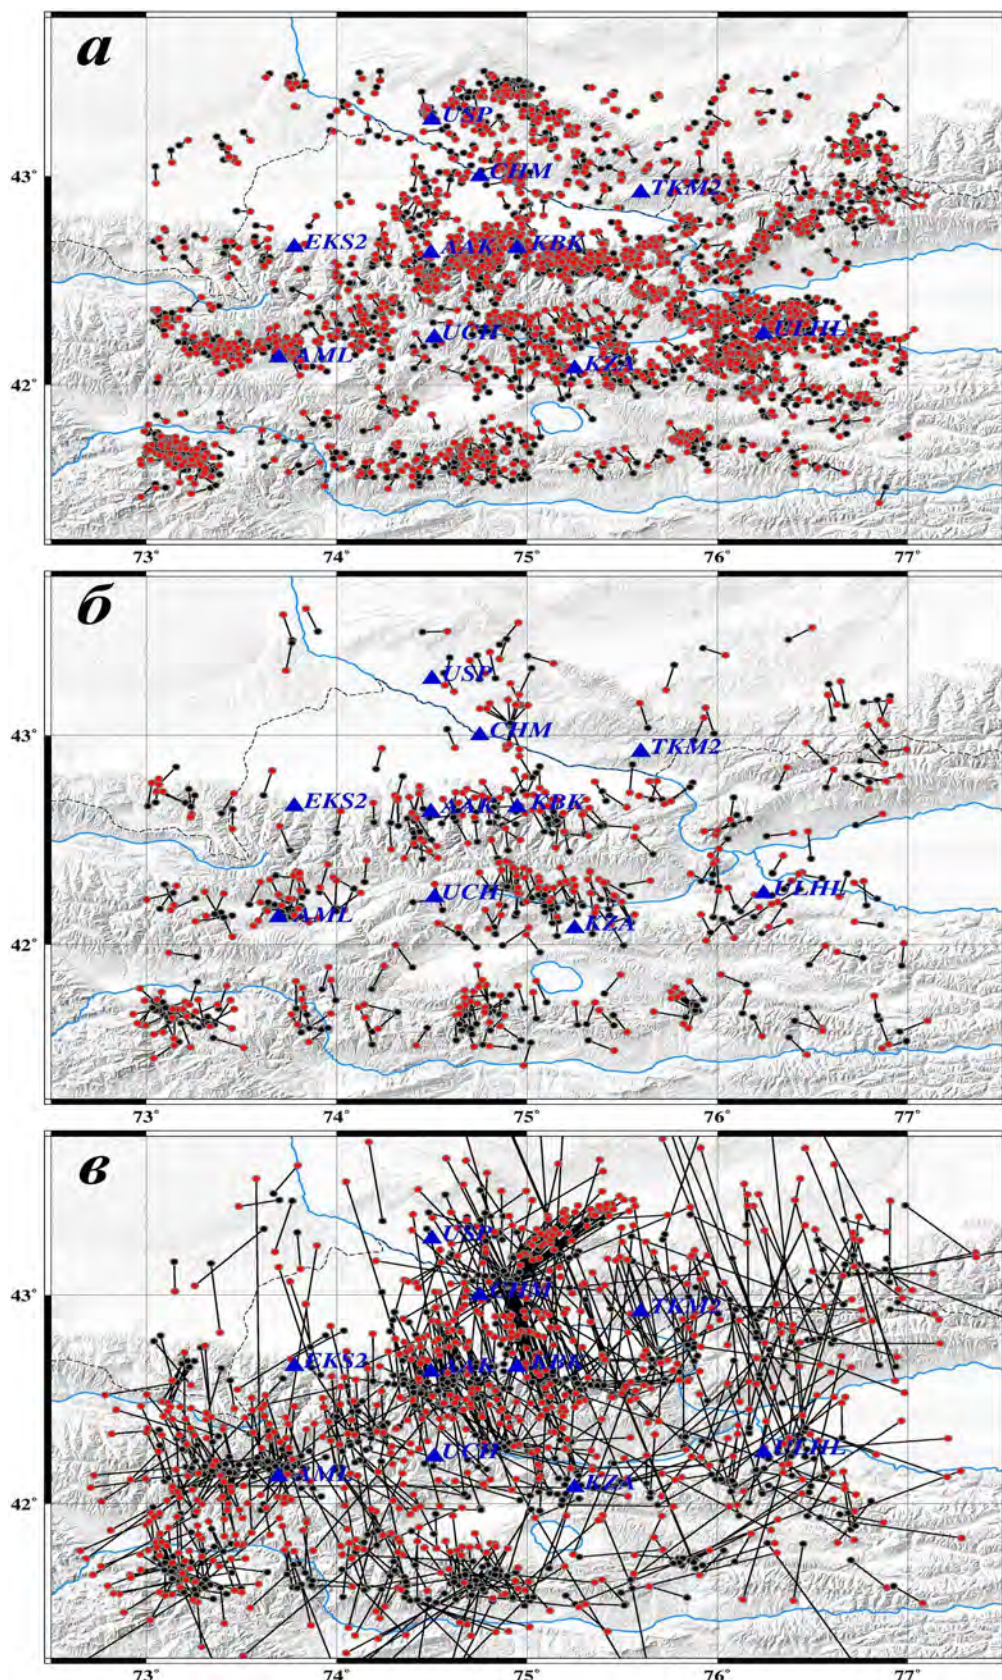 а
USP
43°
CHM
TKM2
EKS2
AAK
KBK
UCH
ULHL
AML
KZA
42°
73° 74° 75° 76° 77°
б
USP
43°
CHM
TKM2
EKS2
AAK
KBK
UCH
ULHL
AML
KZA
42°
73° 74° 75° 76° 77°
в
USP
43°
CHM
TKM2
EKS2
AAK
KBK
UCH
ULHL
AML
KZA
42°
73° 74° 75° 76° 77°